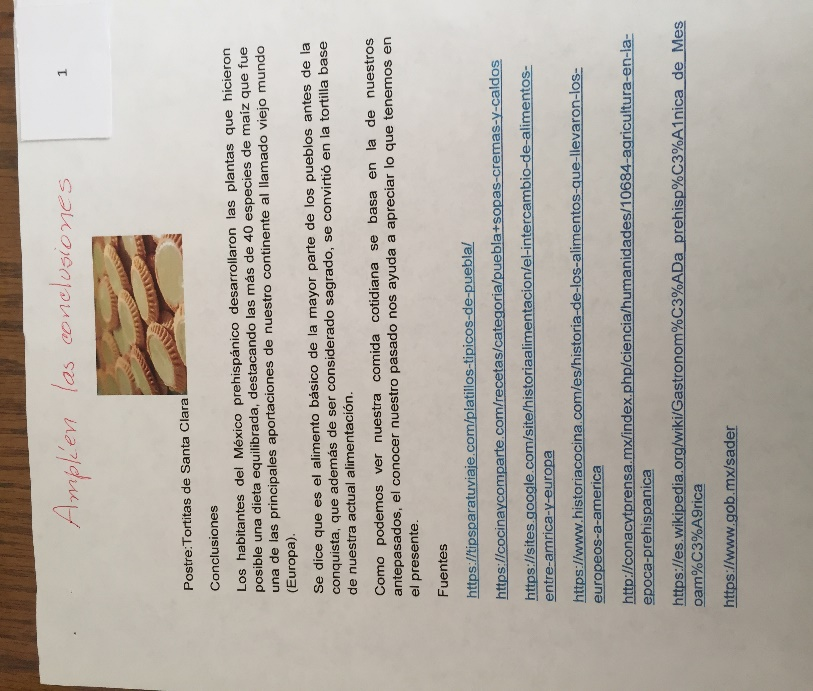 1
Amplíen las conclusiones
Postre:Tortitas de Santa Clara
Conclusiones
Los habitantes del México prehispánico desarrollaron las plantas que hicieron
posible una dieta equilibrada, destacando las más de 40 especies de maíz que fue
una de las principales aportaciones de nuestro continente al llamado viejo mundo
(Europa).
Se dice que es el alimento básico de la mayor parte de los pueblos antes de la
conquista, que además de ser considerado sagrado, se convirtió en la tortilla base
de nuestra actual alimentación.
Como podemos ver nuestra comida cotidiana se basa en la de nuestros
antepasados, el conocer nuestro pasado nos ayuda a apreciar lo que tenemos en
el presente.
Fuentes
https://tipsparatuviaje.com/platillos-tipicos-de-puebla/
https://cocinaycomparte.com/recetas/categoria/puebla+sopas-cremas-y-caldos
https://sites.google.com/site/historiaalimentacion/el-intercambio-de-alimentos-
entre-amrica-y-europa
https://www.historiacocina.com/es/historia-de-los-alimentos-que-llevaron-los-
europeos-a-america
http://conacytprensa.mx/index.php/ciencia/humanidades/10684-agricultura-en-la-
epoca-prehispanica
https://es.wikipedia.org/wiki/Gastronom%C3%ADa_prehisp%C3%A1nica_de_Mes
oam%C3%A9rica
https://www.gob.mx/sader